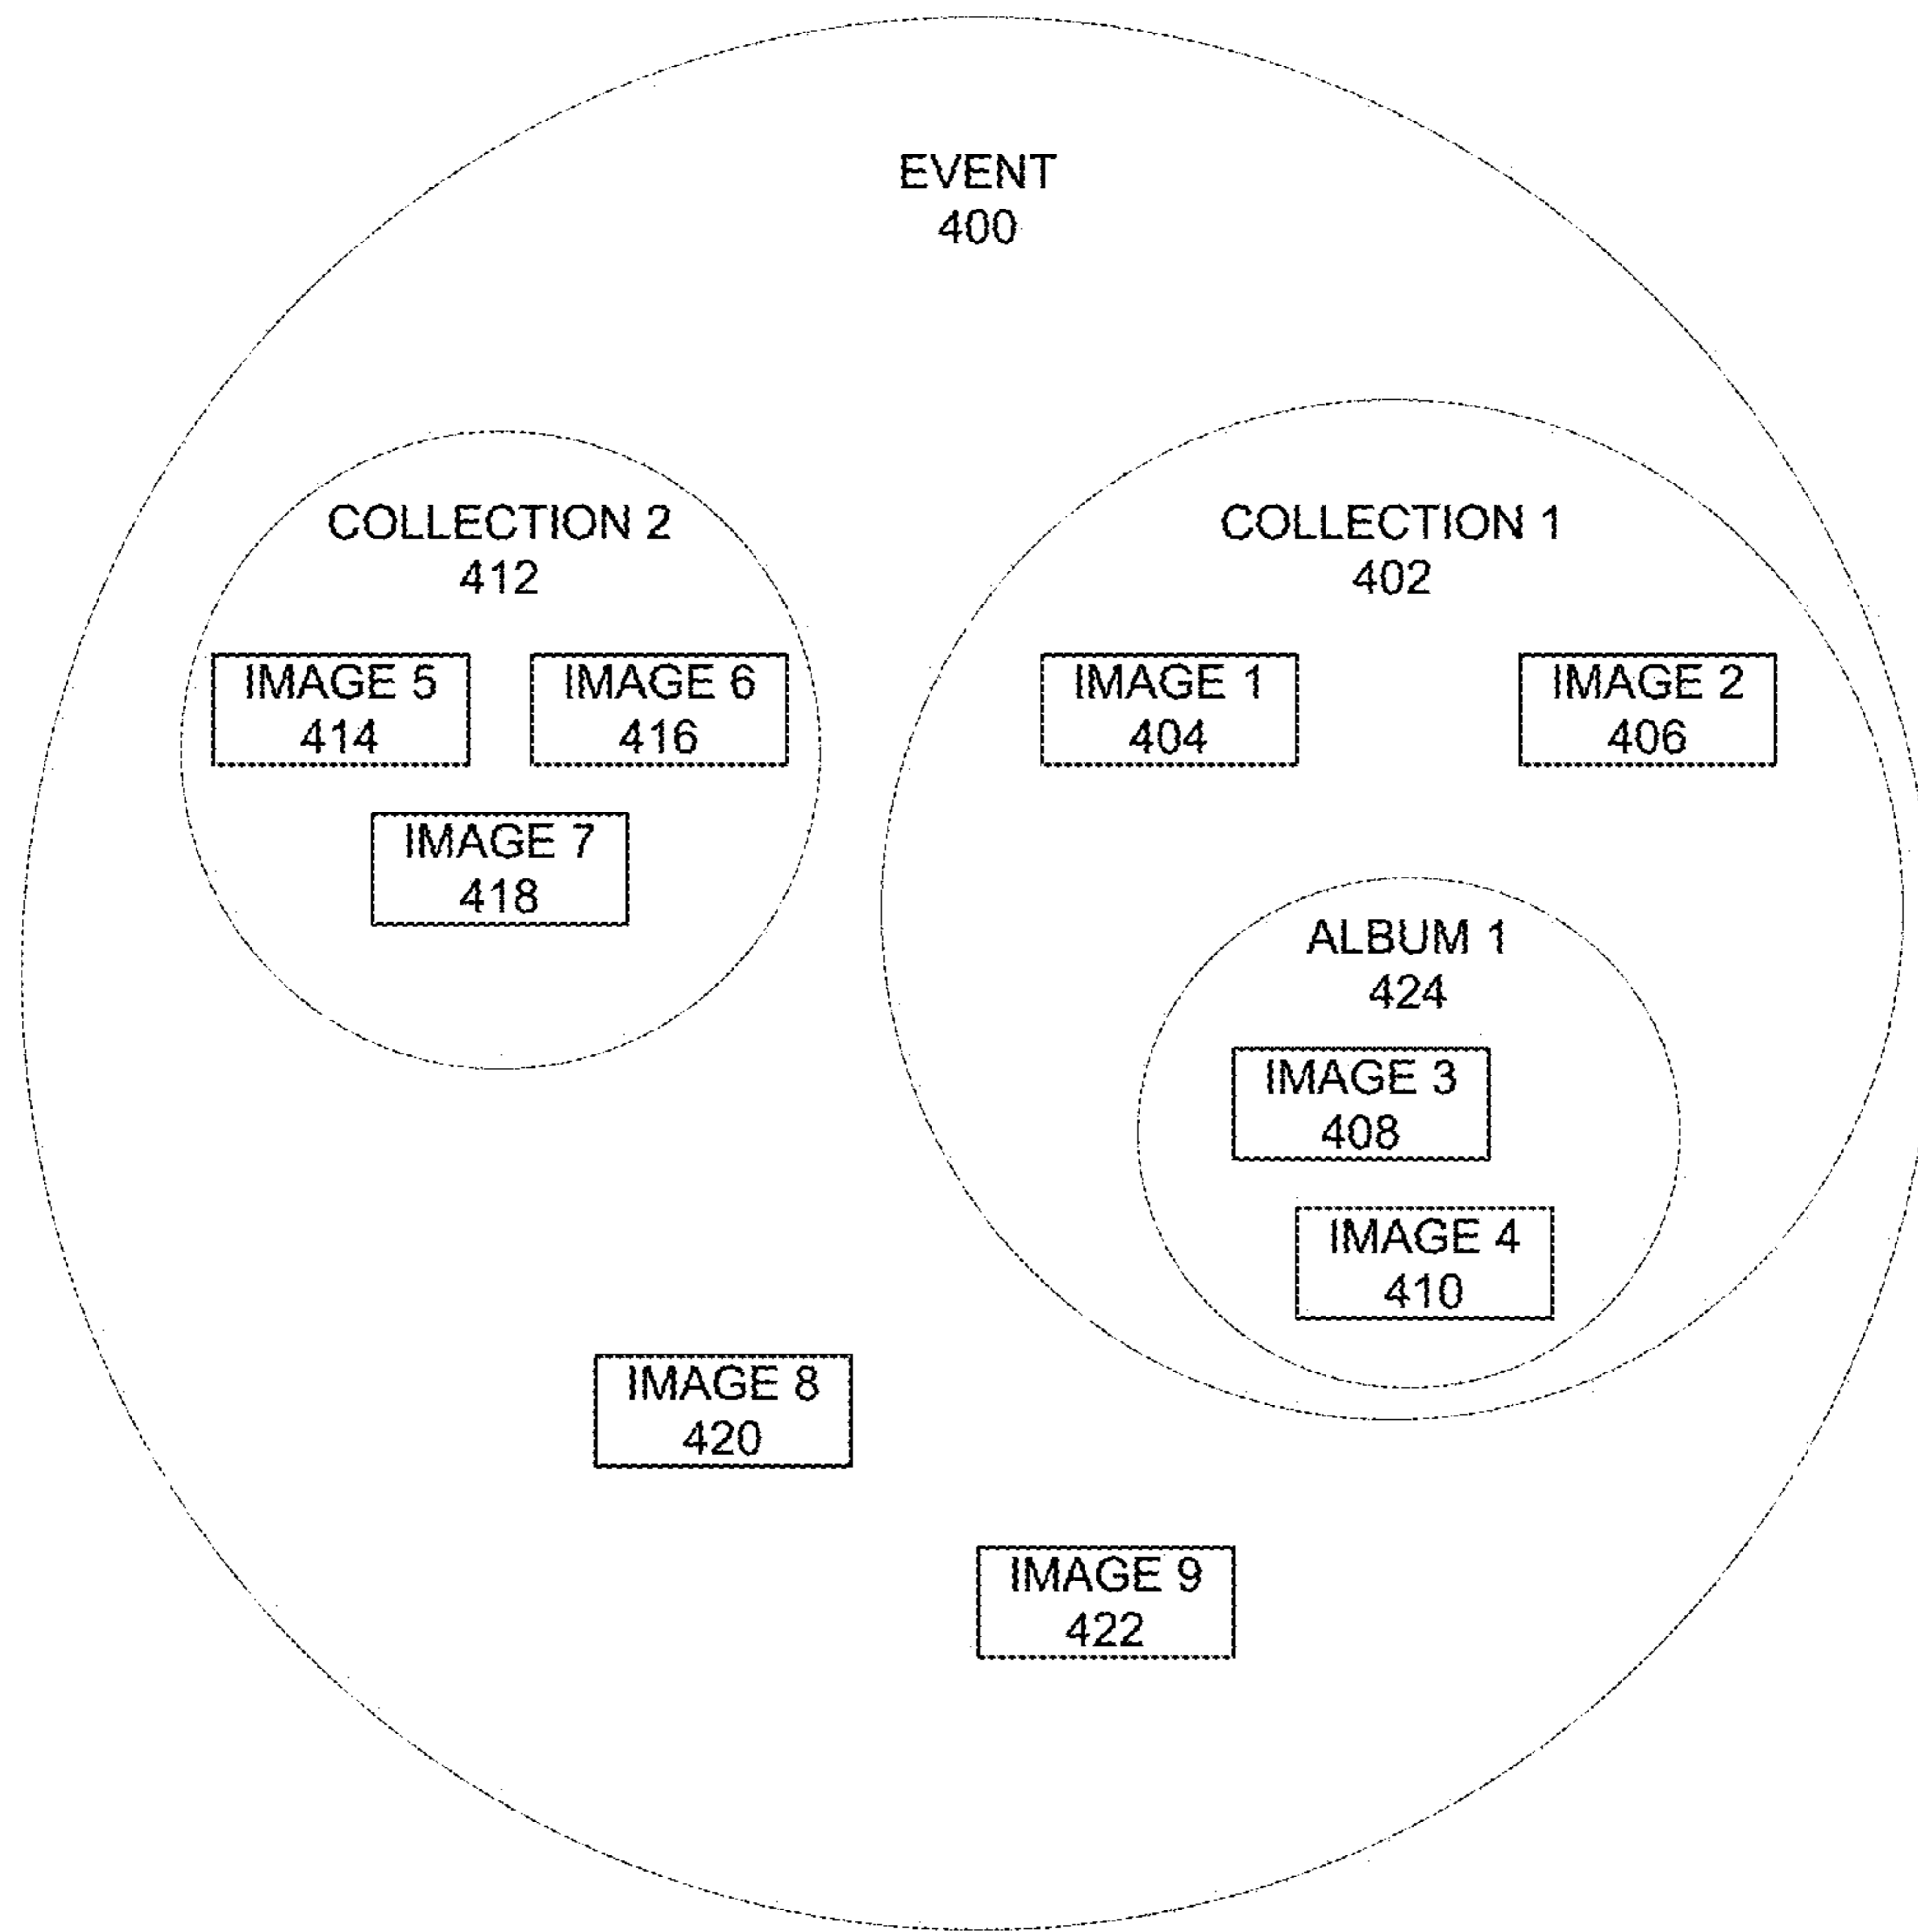 EVENT
400
COLLECTION 2
412
IMAGE 5
414
IMAGE 6
416
IMAGE 7
418
COLLECTION 1
402
IMAGE 1
404
IMAGE 2
406
ALBUM 1
424
IMAGE 3
408
IMAGE 4
410
IMAGE 8
420
IMAGE 9
422